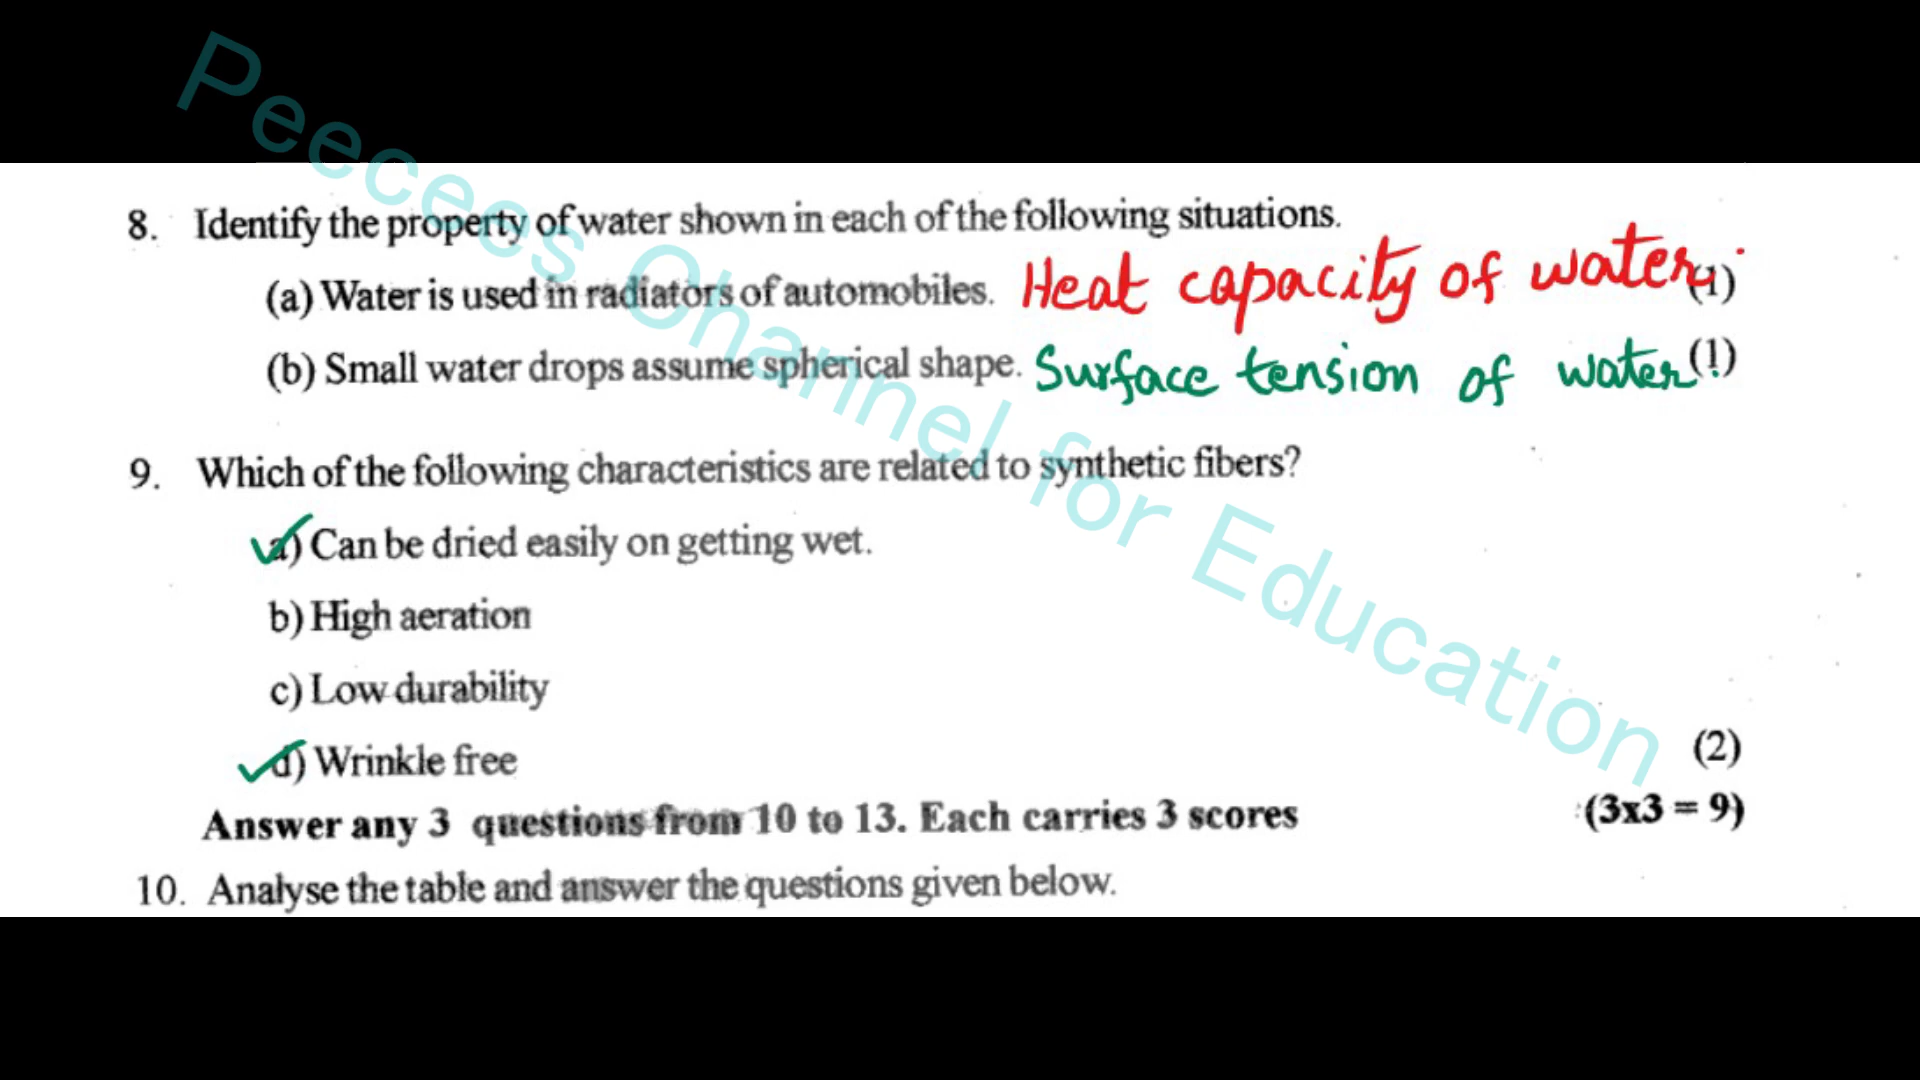 Peecees Channel for Education
8. Identify the property of water shown in each of the following situations.
(a) Water is used in radiators of automobiles. Heat capacity of water. (1)
(b) Small water drops assume spherical shape. Surface tension of water (1)
9. Which of the following characteristics are related to synthetic fibers?
a) Can be dried easily on getting wet.
b) High aeration
c) Low durability
d) Wrinkle free (2)
Answer any 3 questions from 10 to 13. Each carries 3 scores (3x3 = 9)
10. Analyse the table and answer the questions given below.